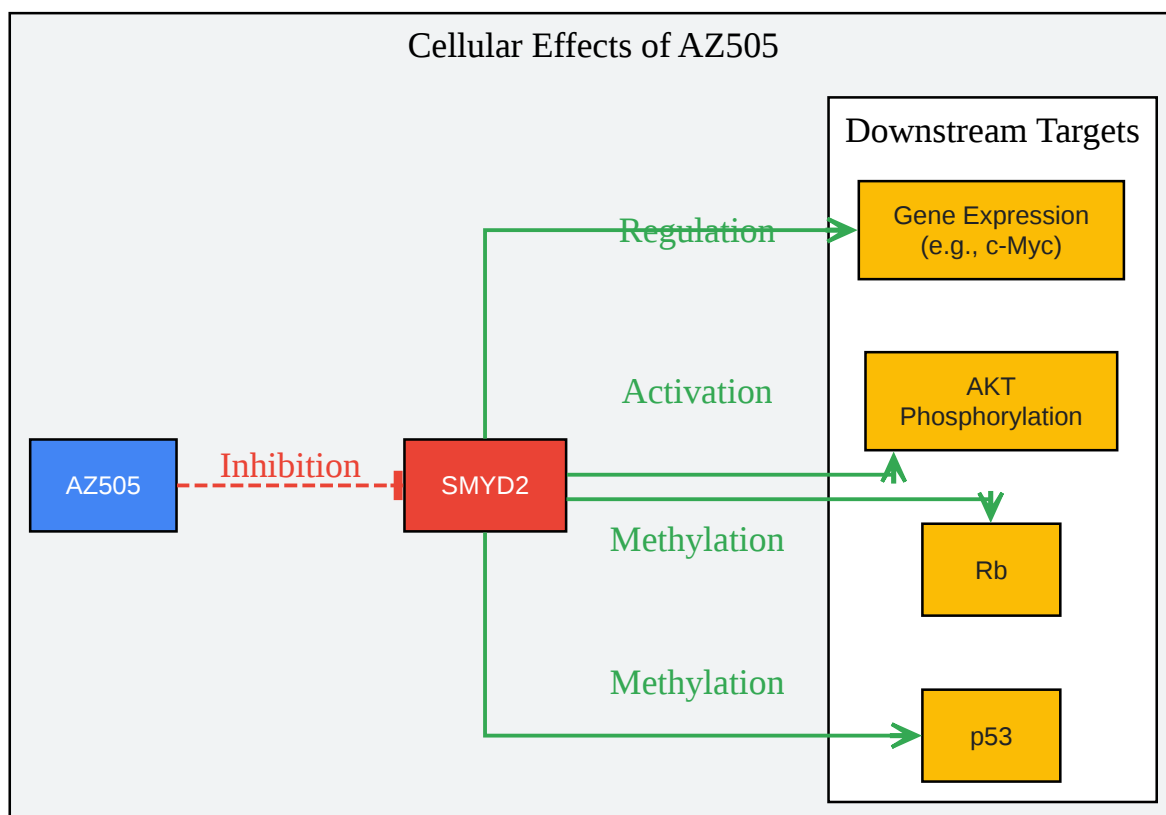 Cellular Effects of AZ505
Downstream Targets
Gene Expression
(e.g., c-Myc)
Regulation
AKT
Phosphorylation
Activation
AZ505
Inhibition
SMYD2
Methylation
Rb
Methylation
p53